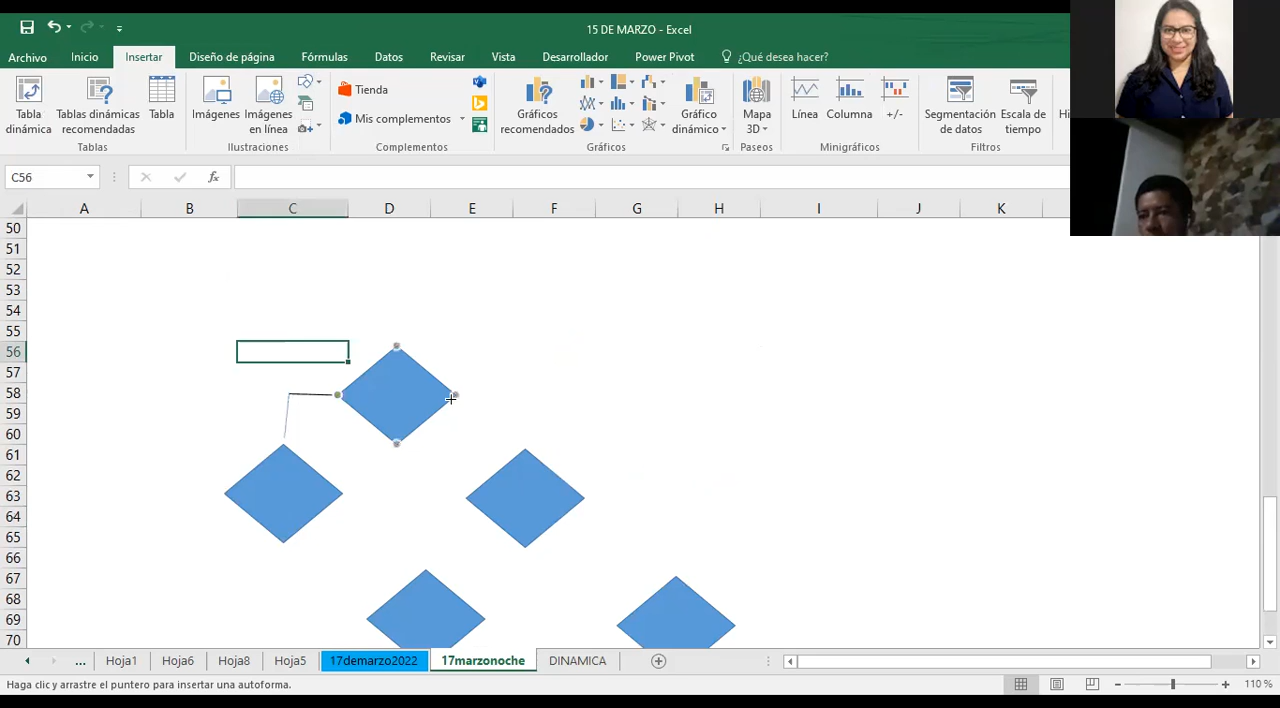 15 DE MARZO - Excel
Archivo Inicio Insertar Diseño de página Fórmulas Datos Revisar Vista Desarrollador Power Pivot ¿Qué desea hacer?
Tabla dinámica
Tablas dinámicas recomendadas
Tabla
Tablas
Imágenes
Imágenes en línea
Ilustraciones
Tienda
Mis complementos
Complementos
Gráficos recomendados
Gráfico dinámico
Gráficos
Mapa 3D
Paseos
Línea
Columna
+/-
Minigráficos
Segmentación de datos
Escala de tiempo
Filtros
C56
fx
A B C D E F G H I J K
50
51
52
53
54
55
56
57
58
59
60
61
62
63
64
65
66
67
68
69
70
... Hoja1 Hoja6 Hoja8 Hoja5 17demarzo2022 17marzonoche DINAMICA
Haga clic y arrastre el puntero para insertar una autoforma.
110 %